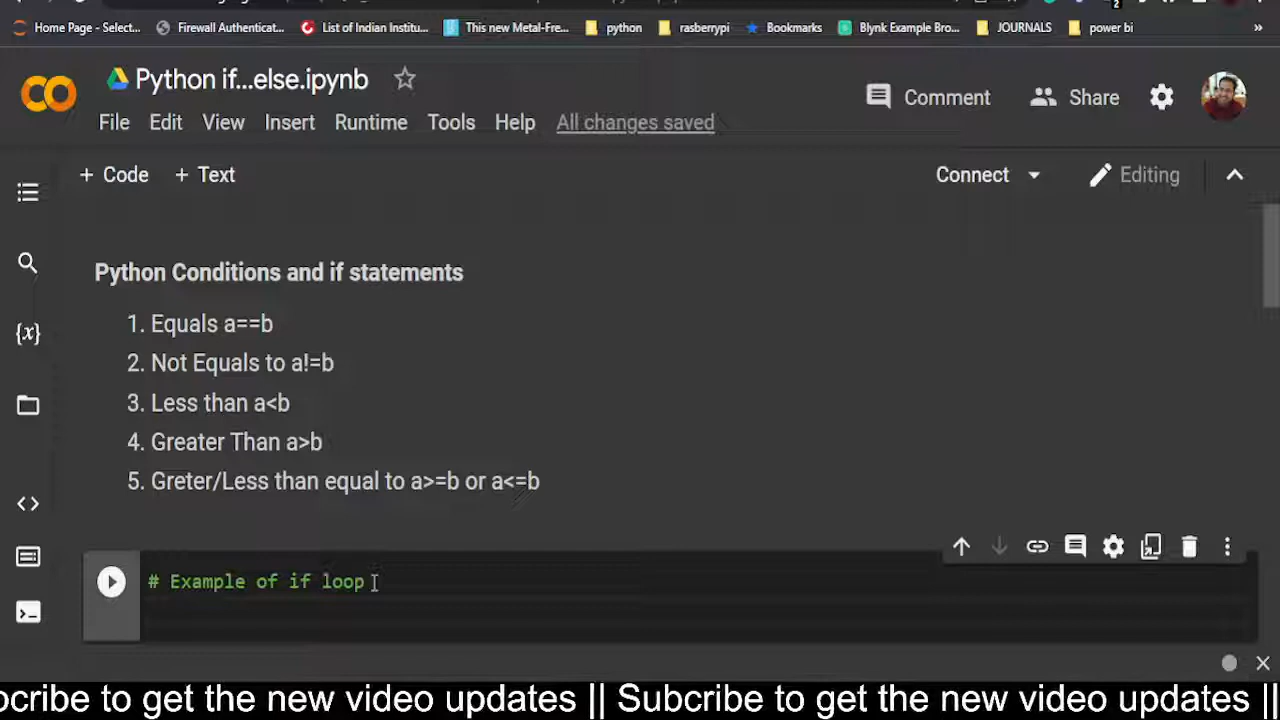 Home Page - Select... Firewall Authenticat... List of Indian Institu... This new Metal-Fre... python rasberrypi Bookmarks Blynk Example Bro... JOURNALS power bi »
Python if...else.ipynb
Comment Share
File Edit View Insert Runtime Tools Help All changes saved
+ Code + Text Connect Editing
Python Conditions and if statements
1. Equals a==b
2. Not Equals to a!=b
3. Less than a<b
4. Greater Than a>b
5. Greter/Less than equal to a>=b or a<=b
# Example of if loop
cribe to get the new video updates || Subcribe to get the new video updates ||